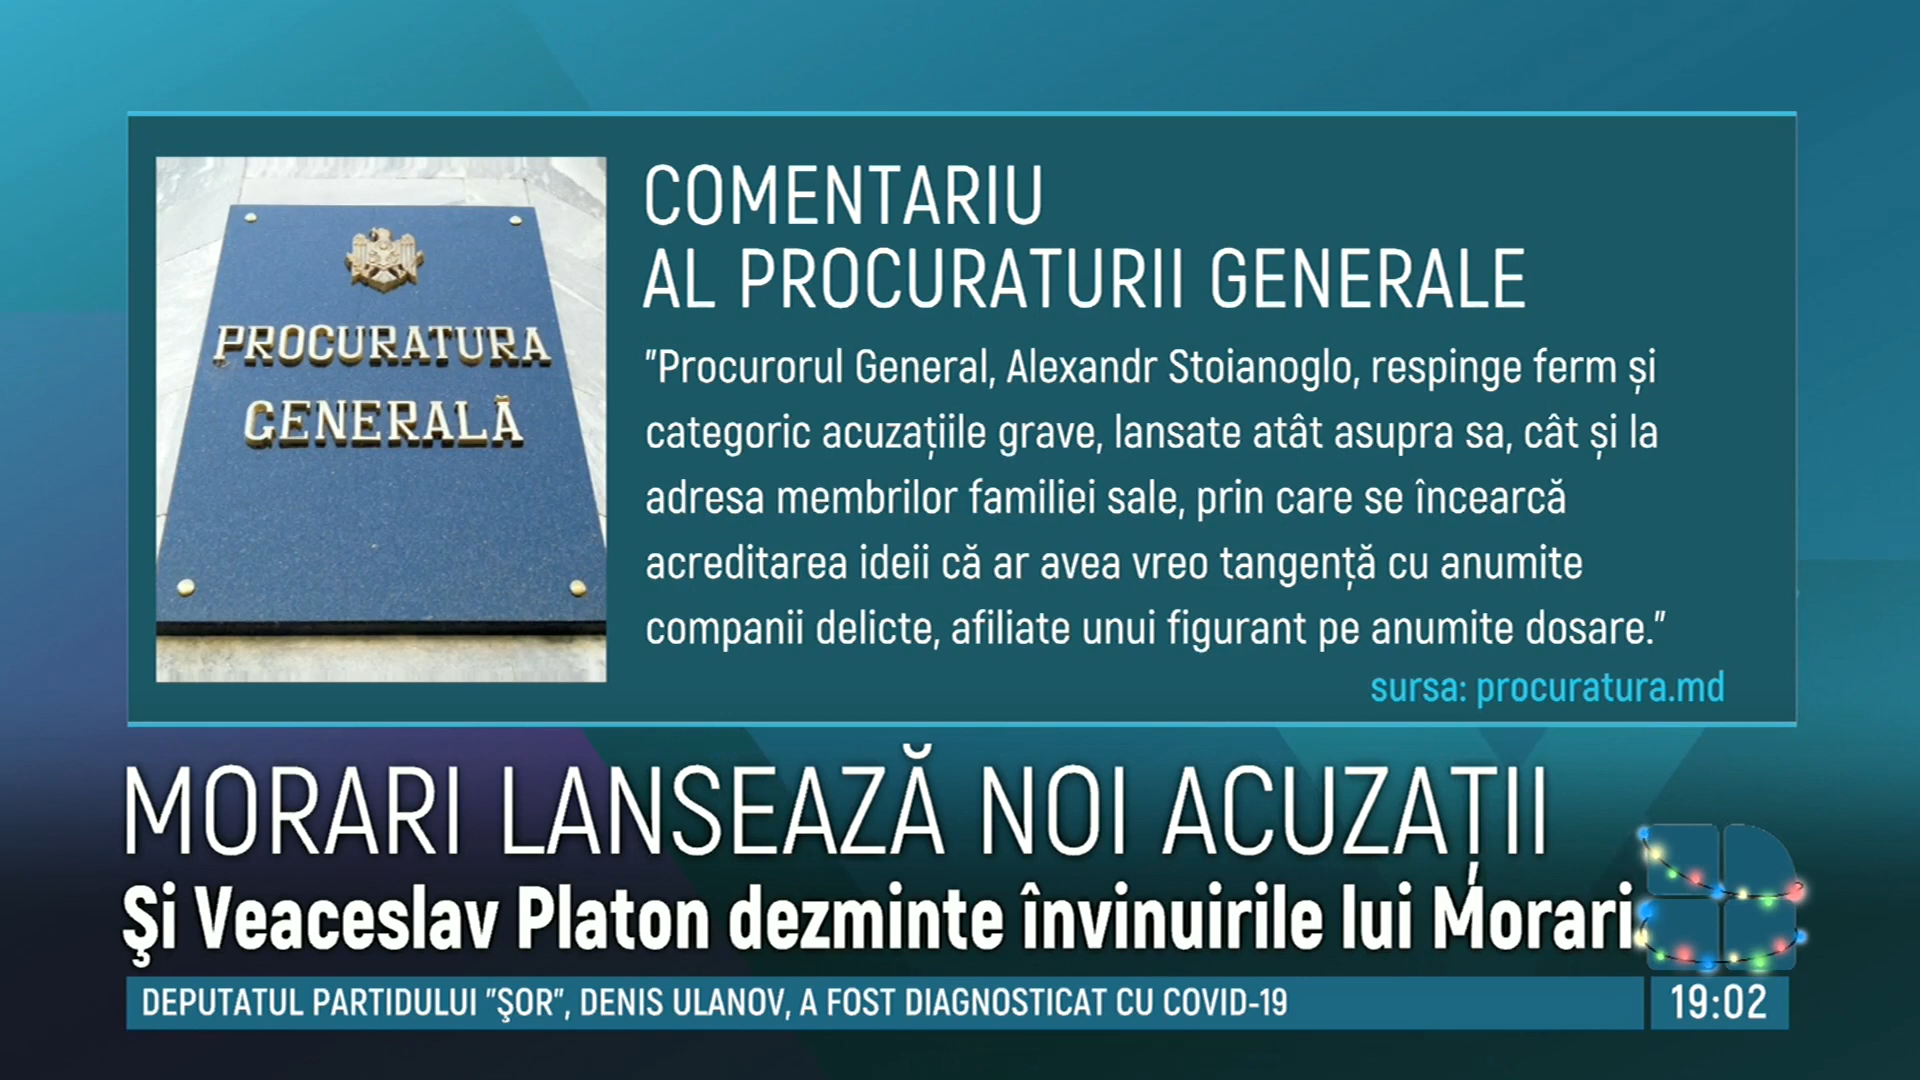 PROCURATURA
GENERALĂ
COMENTARIU
AL PROCURATURII GENERALE
"Procurorul General, Alexandr Stoianoglo, respinge ferm și
categoric acuzațiile grave, lansate atât asupra sa, cât și la
adresa membrilor familiei sale, prin care se încearcă
acreditarea ideii că ar avea vreo tangență cu anumite
companii delicte, afiliate unui figurant pe anumite dosare."
sursa: procuratura.md
MORARI LANSEAZĂ NOI ACUZAȚII
Şi Veaceslav Platon dezminte învinuirile lui Morari
DEPUTATUL PARTIDULUI "ŞOR", DENIS ULANOV, A FOST DIAGNOSTICAT CU COVID-19
19:02